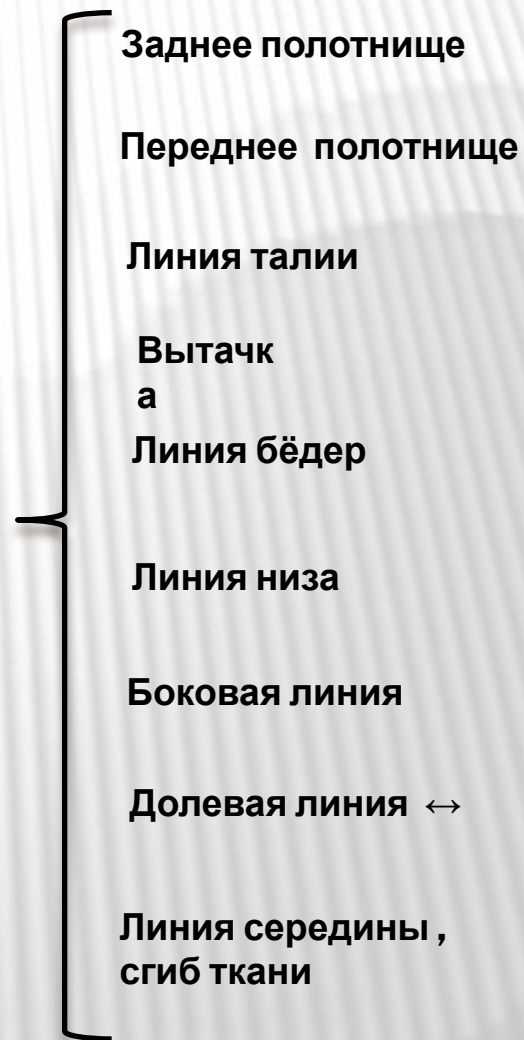 Заднее полотнище
Переднее полотнище
Линия талии
Вытачк
а
Линия бёдер
Линия низа
Боковая линия
Долевая линия ↔
Линия середины ,
сгиб ткани